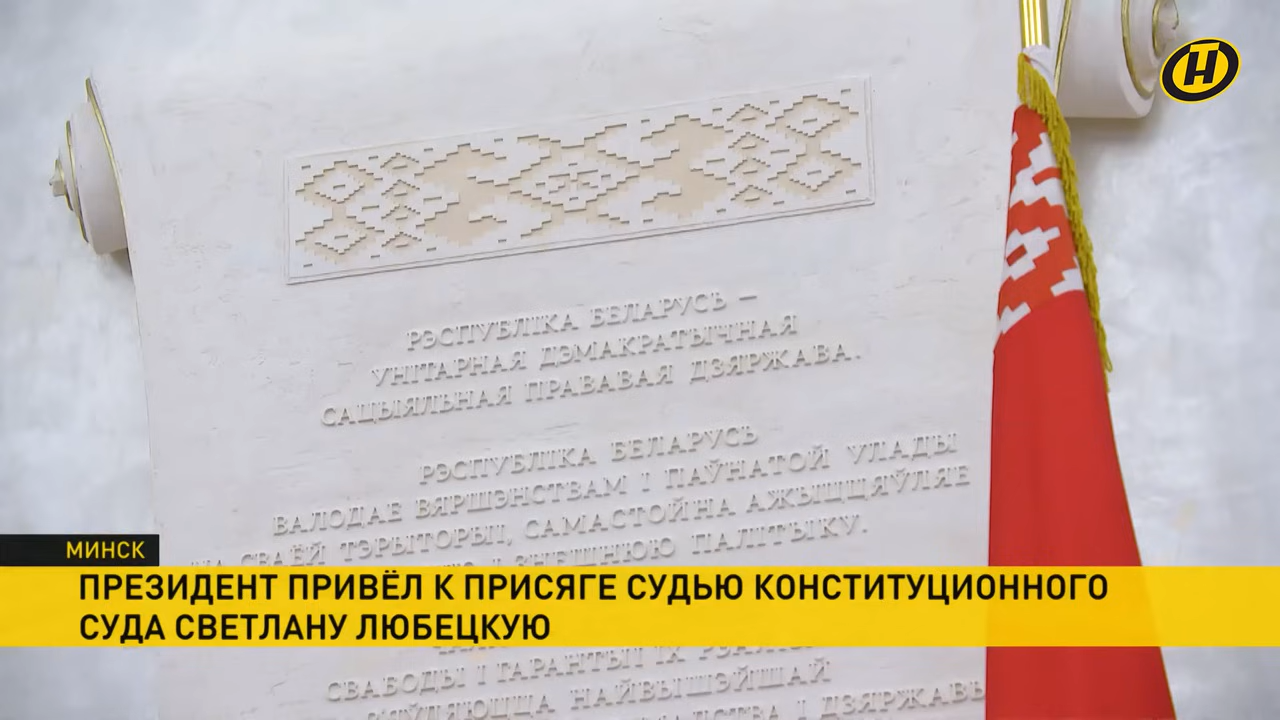 РЭСПУБЛІКА БЕЛАРУСЬ –
УНІТАРНАЯ ДЭМАКРАТЫЧНАЯ
САЦЫЯЛЬНАЯ ПРАВАВАЯ ДЗЯРЖАВА.
РЭСПУБЛІКА БЕЛАРУСЬ
ВАЛОДАЕ ВЯРШЭНСТВАМ І ПАЎНАТОЙ УЛАДЫ
НА СВАЁЙ ТЭРЫТОРЫІ, САМАСТОЙНА АЖЫЦЦЯЎЛЯЕ
І ЗНЕШНЮЮ ПАЛІТЫКУ.
МИНСК
ПРЕЗИДЕНТ ПРИВЁЛ К ПРИСЯГЕ СУДЬЮ КОНСТИТУЦИОННОГО
СУДА СВЕТЛАНУ ЛЮБЕЦКУЮ
СВАБОДЫ І ГАРАНТЫІ ІХ
НАЙВЫШЭЙШАЙ
І ДЗЯРЖАВЫ